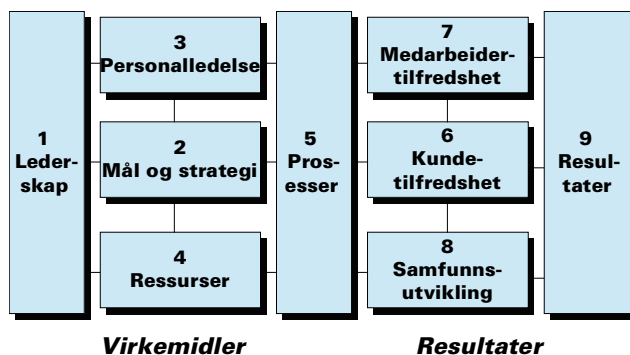 1
Leder-
skap
3
Personalledelse
2
Mål og strategi
4
Ressurser
5
Pros-
esser
7
Medarbeider-
tilfredshet
6
Kunde-
tilfredshet
8
Samfunns-
utvikling
9
Resul-
tater
Virkemidler
Resultater